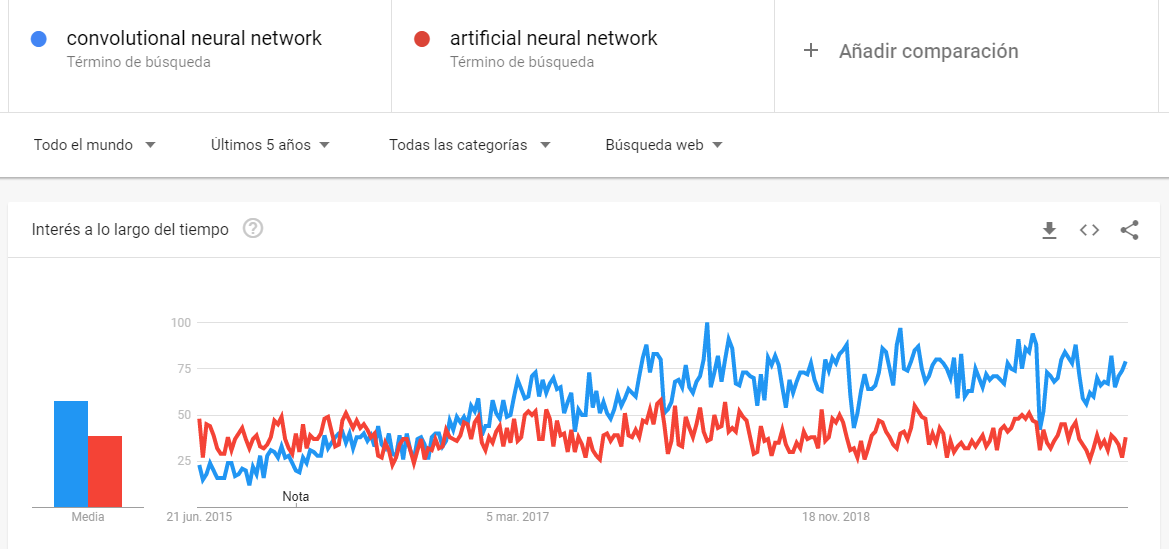 convolutional neural network
Término de búsqueda
artificial neural network
Término de búsqueda
+ Añadir comparación
Todo el mundo
Últimos 5 años
Todas las categorías
Búsqueda web
Interés a lo largo del tiempo
?
100
75
50
25
Nota
Media
21 jun. 2015
5 mar. 2017
18 nov. 2018